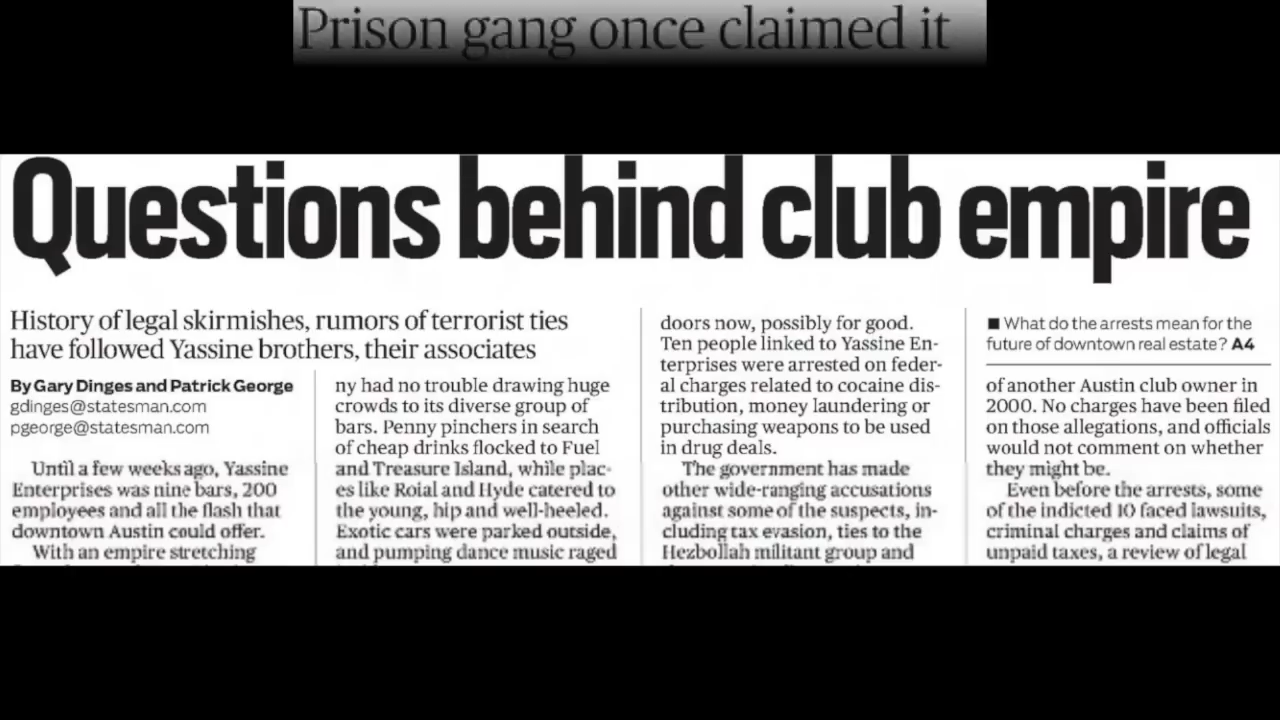 Prison gang once claimed it
Questions behind club empire
History of legal skirmishes, rumors of terrorist ties
have followed Yassine brothers, their associates
By Gary Dinges and Patrick George
gdinges@statesman.com
pgeorge@statesman.com
Until a few weeks ago, Yassine
Enterprises was nine bars, 200
employees and all the flash that
downtown Austin could offer.
With an empire stretching
ny had no trouble drawing huge
crowds to its diverse group of
bars. Penny pinchers in search
of cheap drinks flocked to Fuel
and Treasure Island, while plac-
es like Roial and Hyde catered to
the young, hip and well-heeled.
Exotic cars were parked outside,
and pumping dance music raged
doors now, possibly for good.
Ten people linked to Yassine En-
terprises were arrested on feder-
al charges related to cocaine dis-
tribution, money laundering or
purchasing weapons to be used
in drug deals.
The government has made
other wide-ranging accusations
against some of the suspects, in-
cluding tax evasion, ties to the
Hezbollah militant group and
■ What do the arrests mean for the
future of downtown real estate? A4
of another Austin club owner in
2000. No charges have been filed
on those allegations, and officials
would not comment on whether
they might be.
Even before the arrests, some
of the indicted 10 faced lawsuits,
criminal charges and claims of
unpaid taxes, a review of legal